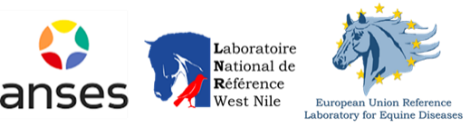 anses
Laboratoire
National de
Référence
West Nile
European Union Reference
Laboratory for Equine Diseases